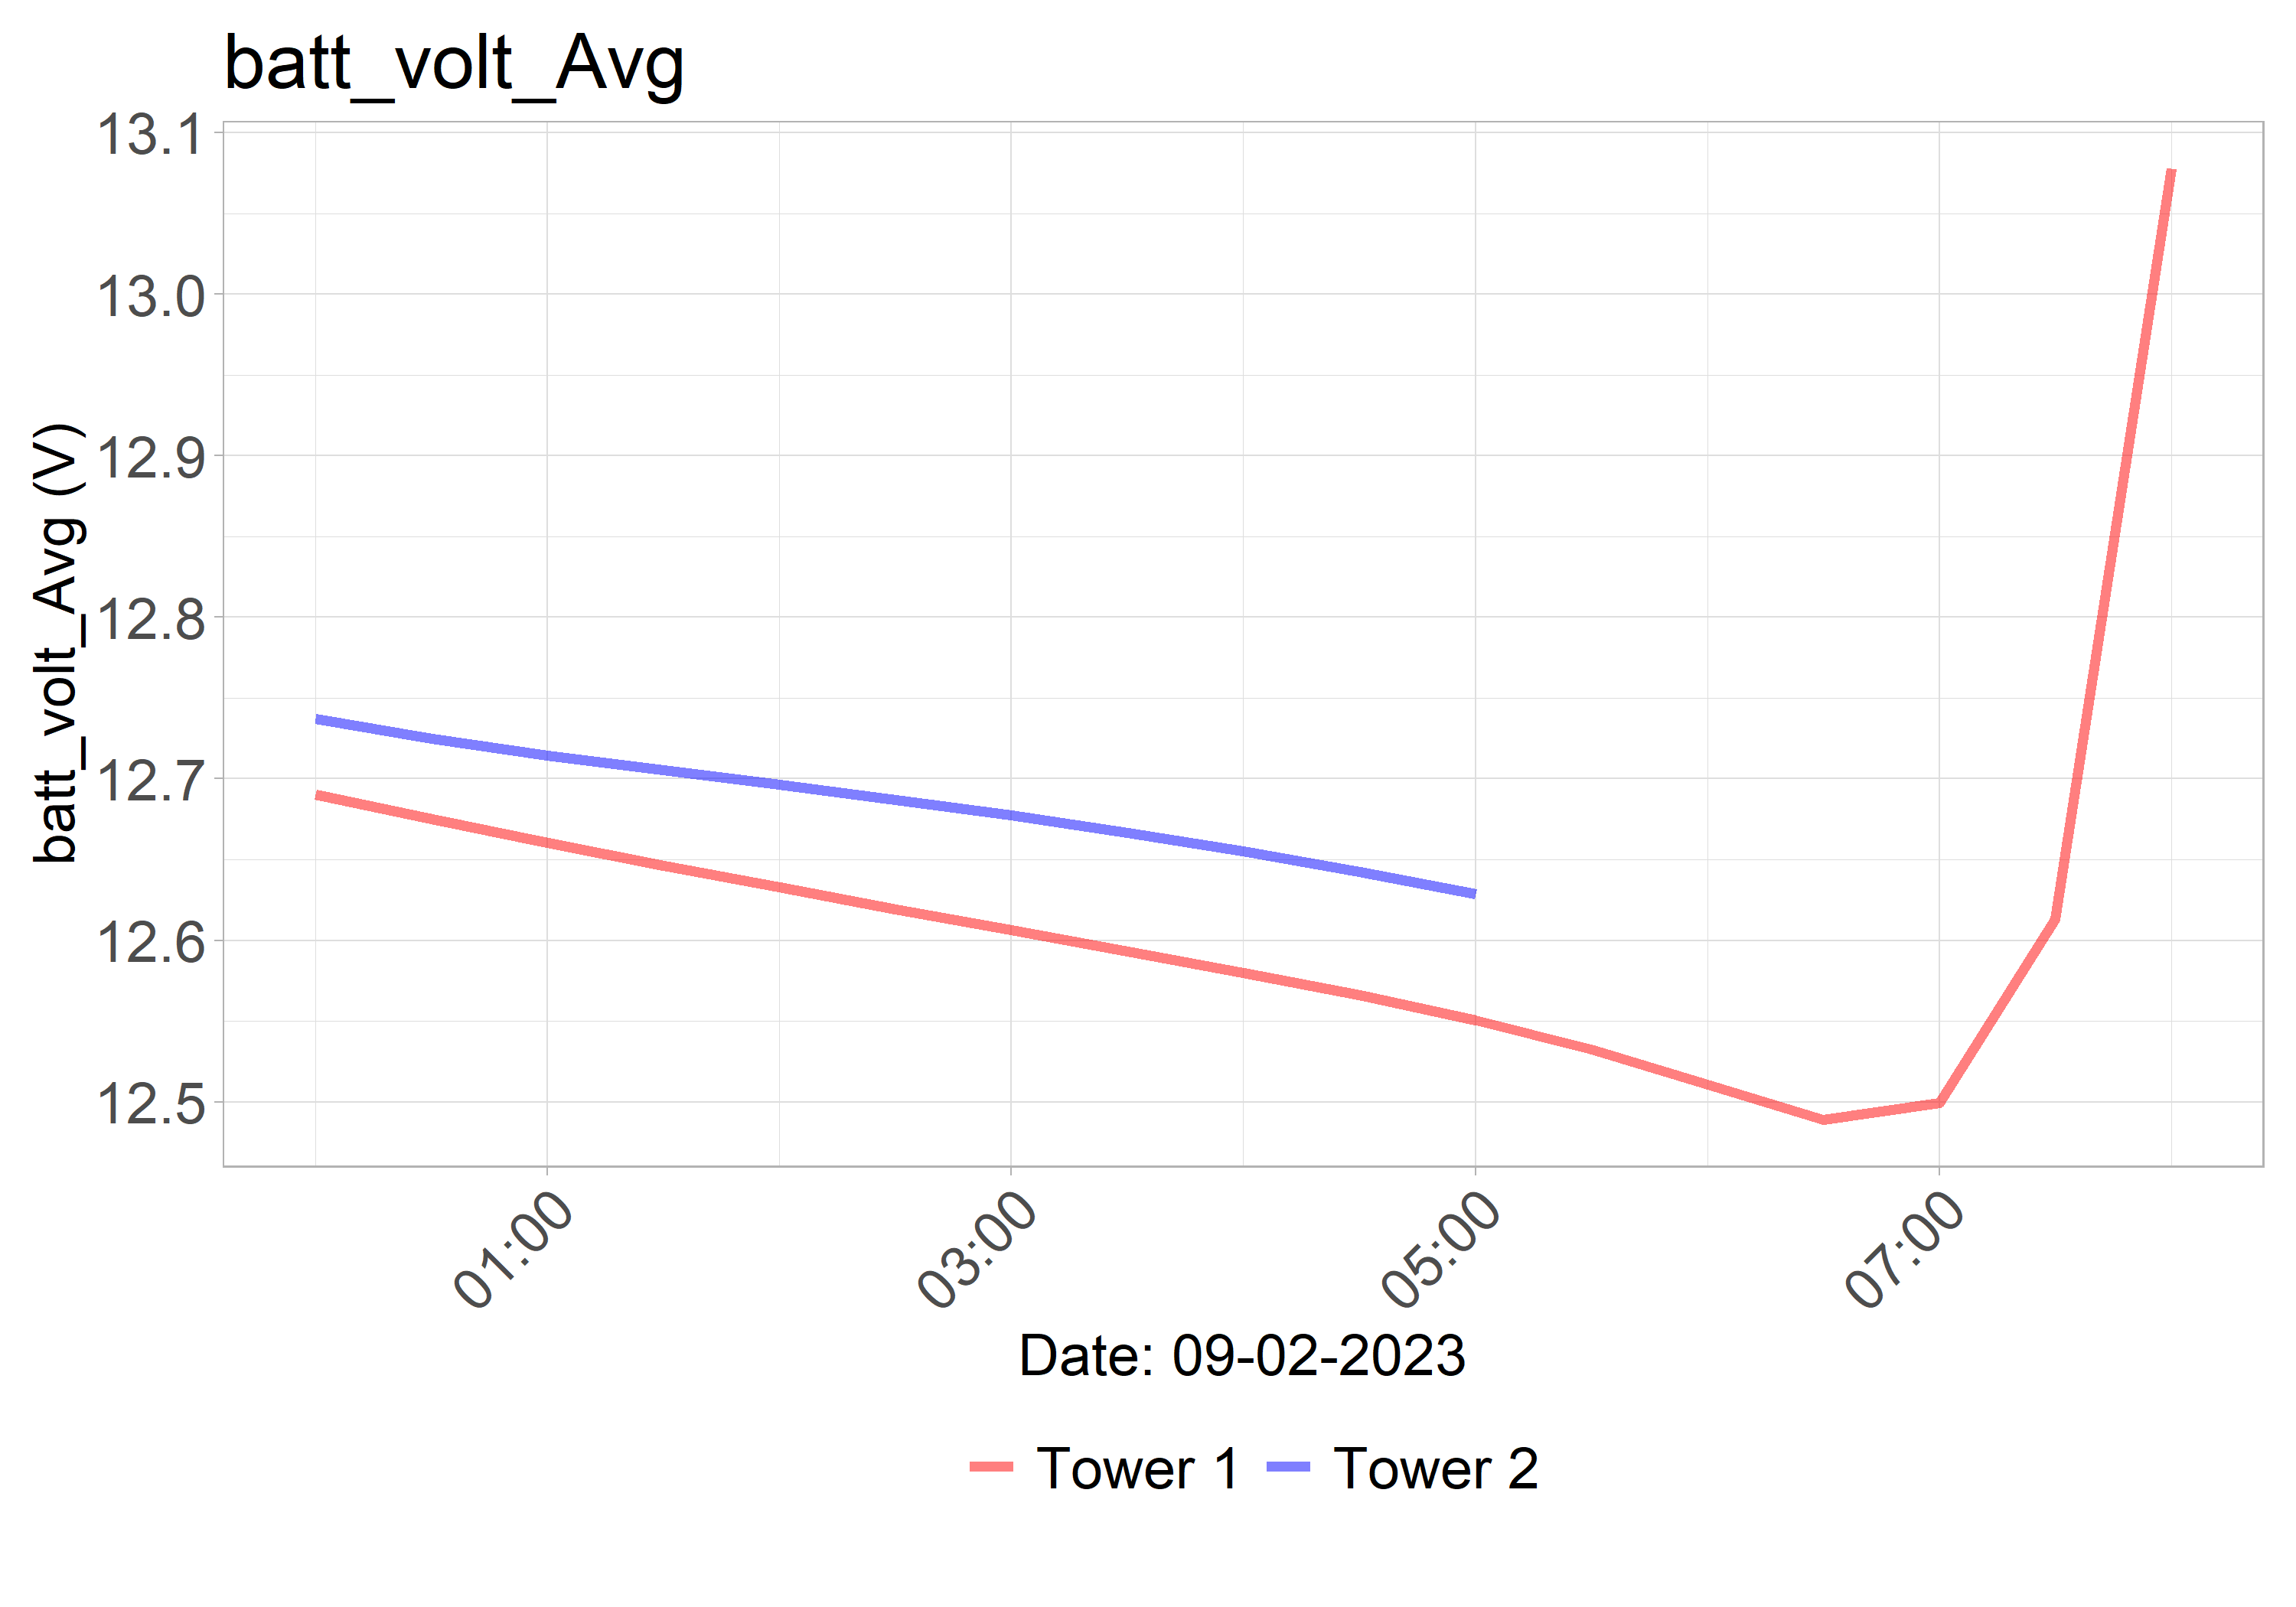 batt_volt_Avg
batt_volt_Avg (V)
13.1
13.0
12.9
12.8
12.7
12.6
12.5
01:00
03:00
05:00
07:00
Date: 09-02-2023
Tower 1
Tower 2